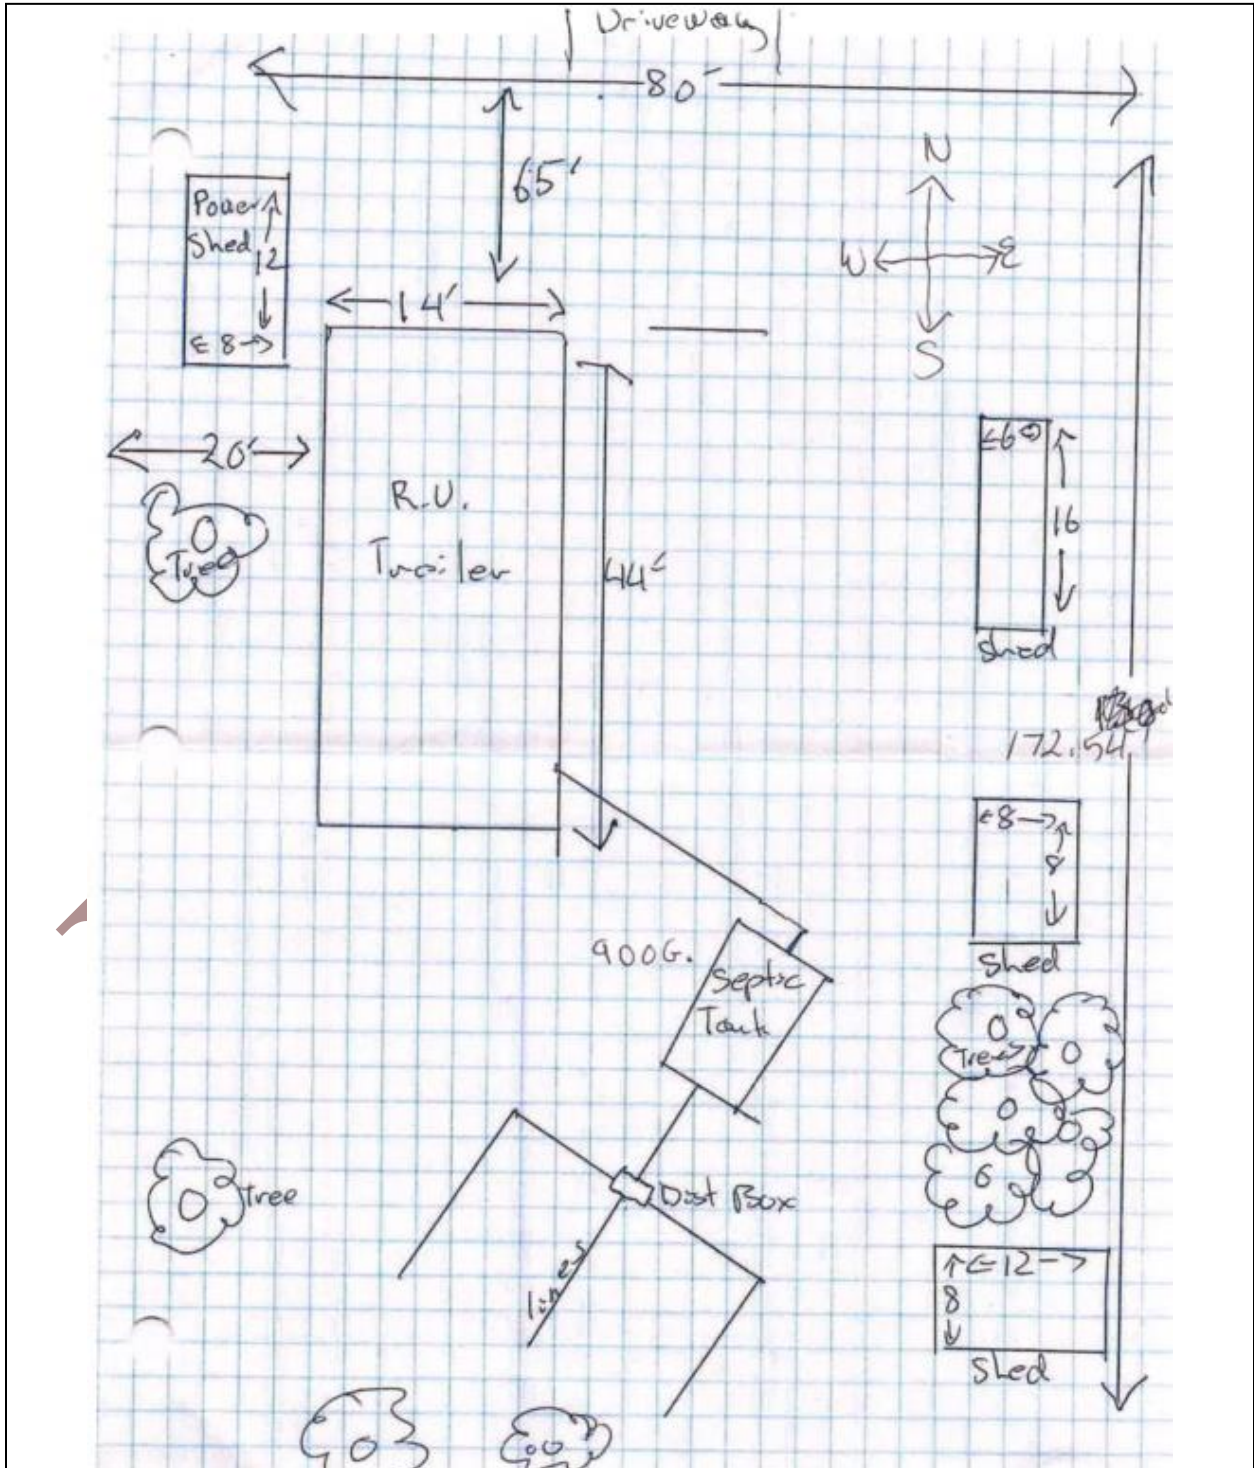 Driveway
80'
65'
N
W E
S
Power
Shed
12
8
14'
20'
Tree
R.V.
Trailer
44'
6
16
shed
172.54
8
8
shed
900G.
Septic
Tank
Trees
6
Dist Box
lines
Tree
12
8
Shed